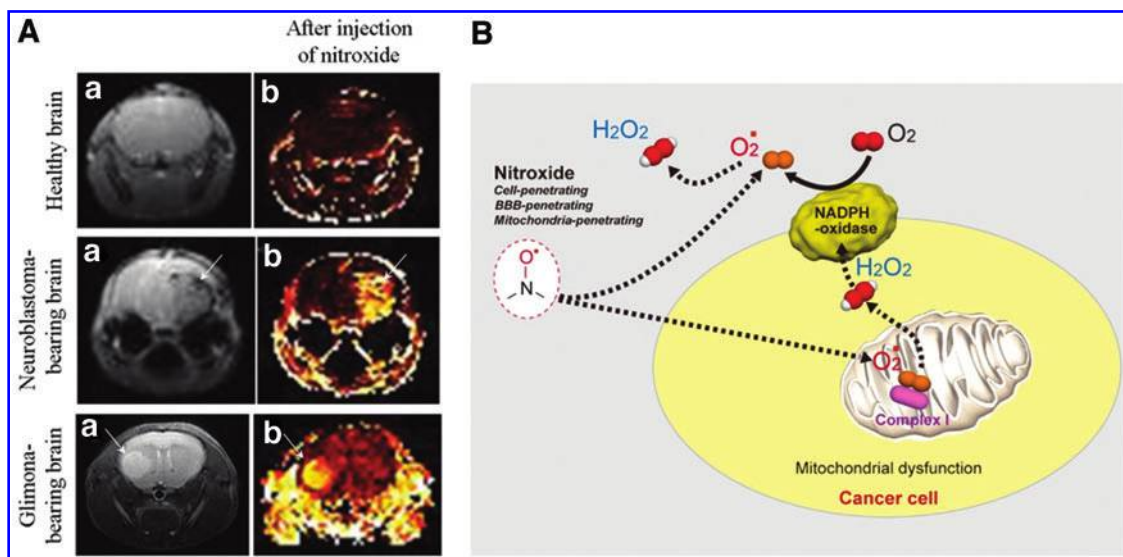 A
After injection
of nitroxide
Healthy brain
a
b
Neuroblastoma-
bearing brain
a
b
Glimona-
bearing brain
a
b
B
H2O2
O2•
O2
Nitroxide
Cell-penetrating
BBB-penetrating
Mitochondria-penetrating
O•
N
NADPH
-oxidase
H2O2
O2•
Complex I
Mitochondrial dysfunction
Cancer cell